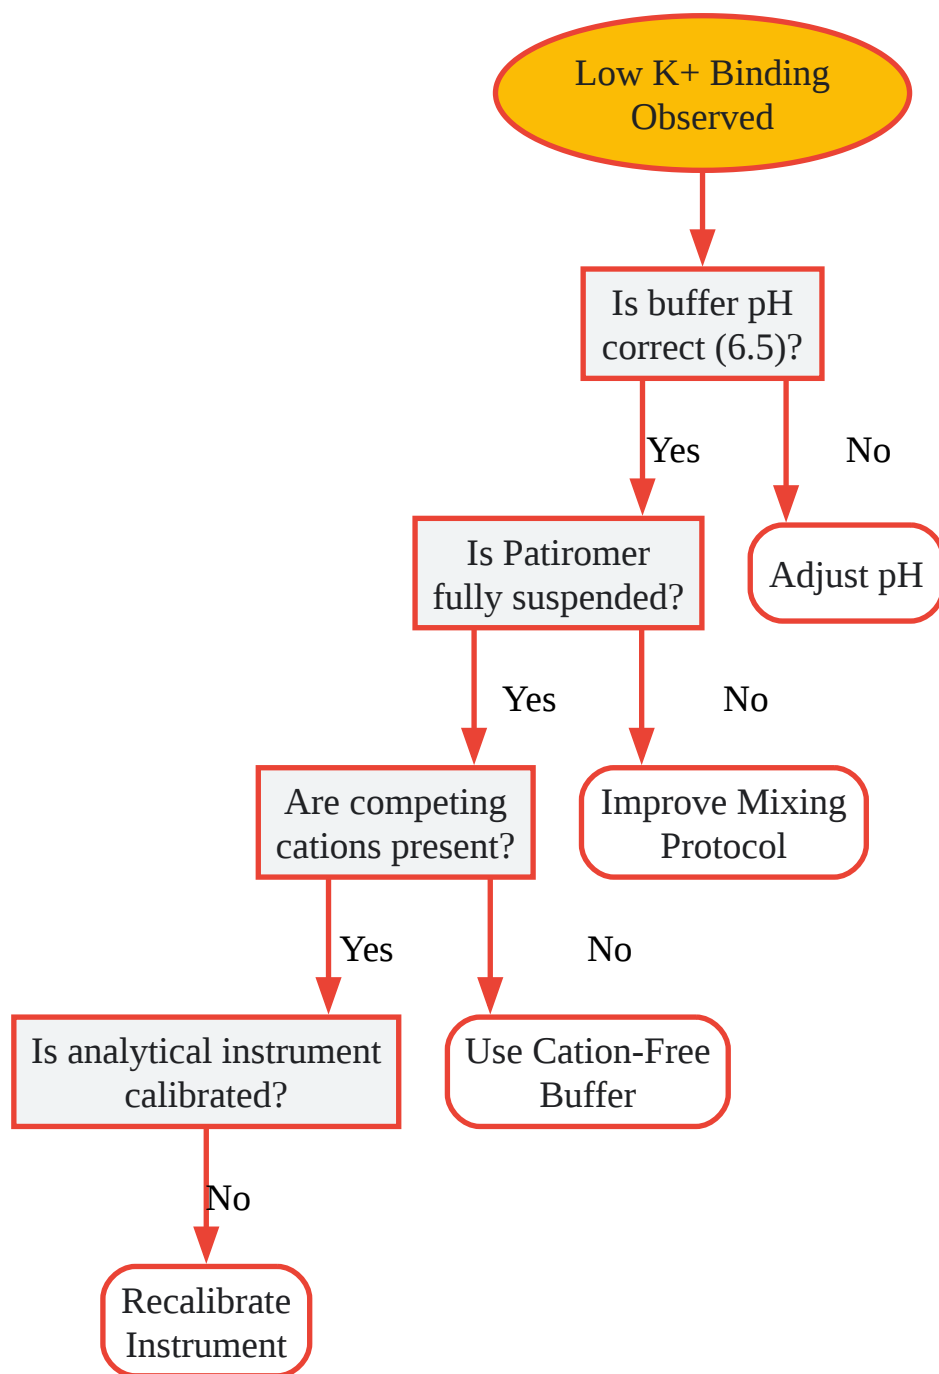 Low K+ Binding
Observed
Is buffer pH
correct (6.5)?
Yes
No
Is Patiromer
fully suspended?
Adjust pH
Yes
No
Are competing
cations present?
Improve Mixing
Protocol
Yes
No
Is analytical instrument
calibrated?
Use Cation-Free
Buffer
No
Recalibrate
Instrument